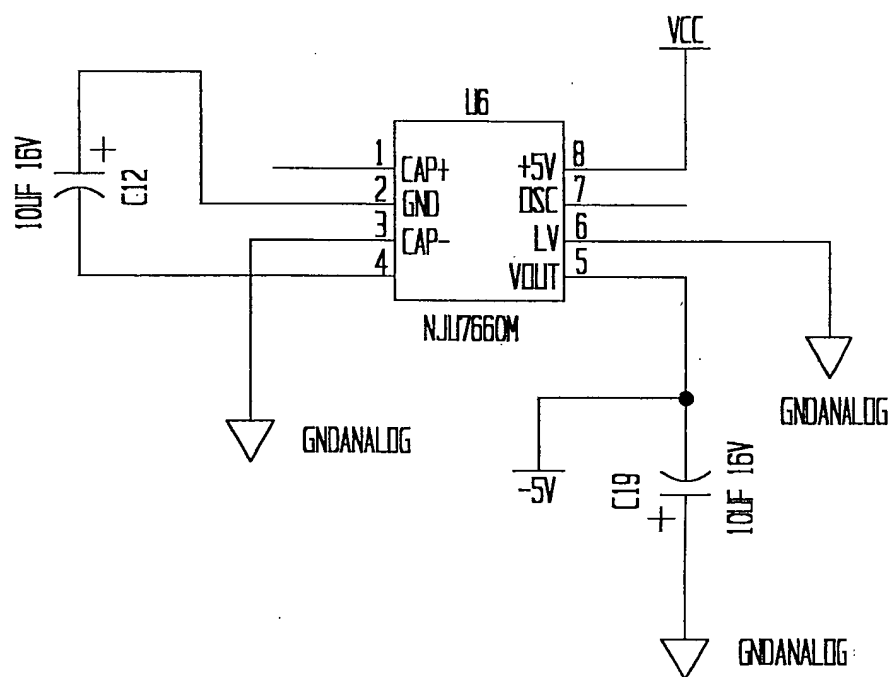 VCC
U6
1 CAP+ +5V 8
2 GND OSC 7
3 CAP- LV 6
4 VOUT 5
NJU7660M
10UF 16V
+
C12
GNDANALOG
GNDANALOG
-5V
C19
+
10UF 16V
GNDANALOG